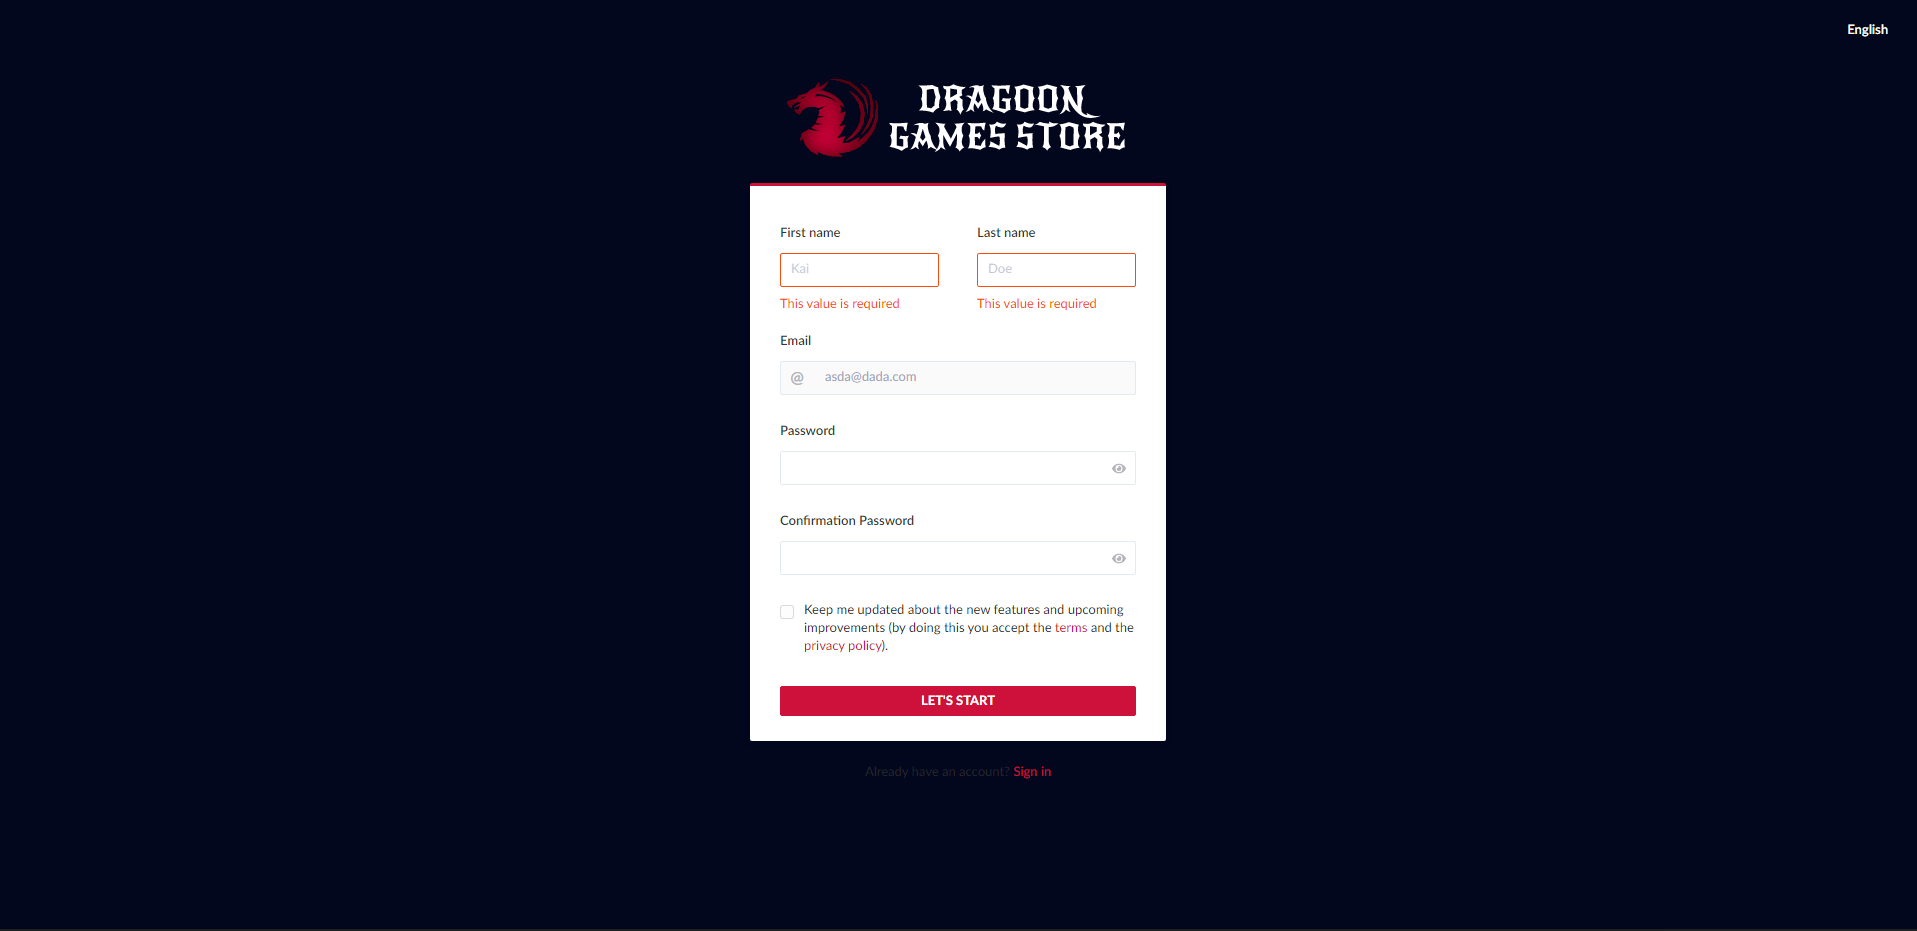 English
DRAGOON
GAMES STORE
First name
Last name
Kai
Doe
This value is required
This value is required
Email
@ asda@dada.com
Password
Confirmation Password
Keep me updated about the new features and upcoming
improvements (by doing this you accept the terms and the
privacy policy).
LET'S START
Already have an account? Sign in